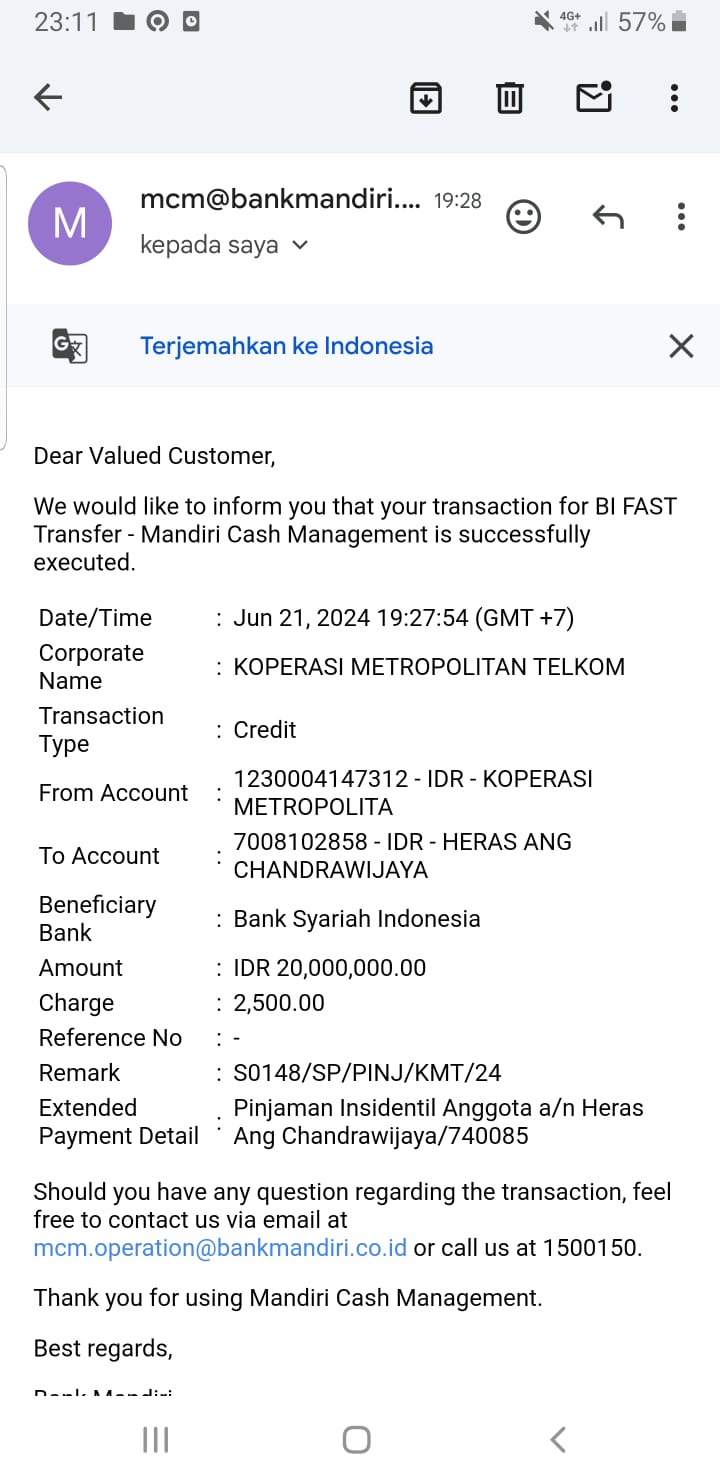 23:11 4G+ 57%
M
mcm@bankmandiri.... 19:28
kepada saya
Terjemahkan ke Indonesia
Dear Valued Customer,
We would like to inform you that your transaction for BI FAST
Transfer - Mandiri Cash Management is successfully
executed.
Date/Time : Jun 21, 2024 19:27:54 (GMT +7)
Corporate
Name : KOPERASI METROPOLITAN TELKOM
Transaction
Type : Credit
From Account : 1230004147312 - IDR - KOPERASI
METROPOLITA
To Account : 7008102858 - IDR - HERAS ANG
CHANDRAWIJAYA
Beneficiary
Bank : Bank Syariah Indonesia
Amount : IDR 20,000,000.00
Charge : 2,500.00
Reference No : -
Remark : S0148/SP/PINJ/KMT/24
Extended
Payment Detail : Pinjaman Insidentil Anggota a/n Heras
Ang Chandrawijaya/740085
Should you have any question regarding the transaction, feel
free to contact us via email at
mcm.operation@bankmandiri.co.id or call us at 1500150.
Thank you for using Mandiri Cash Management.
Best regards,
Bank Mandiri